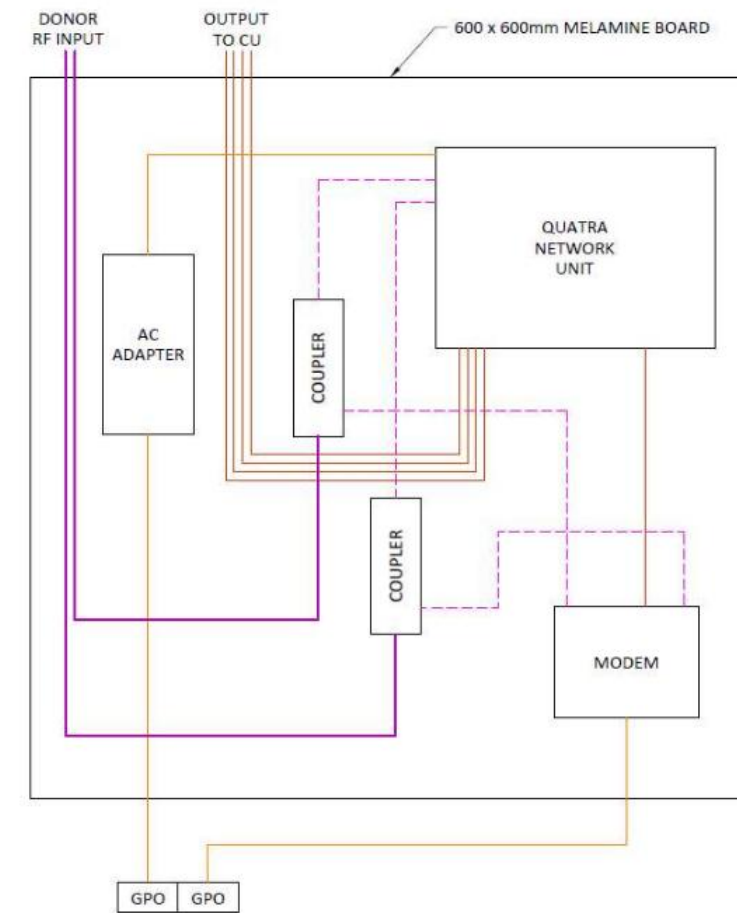 DONOR
RF INPUT
OUTPUT
TO CU
600 x 600mm MELAMINE BOARD
QUATRA
NETWORK
UNIT
AC
ADAPTER
COUPLER
COUPLER
MODEM
GPO
GPO